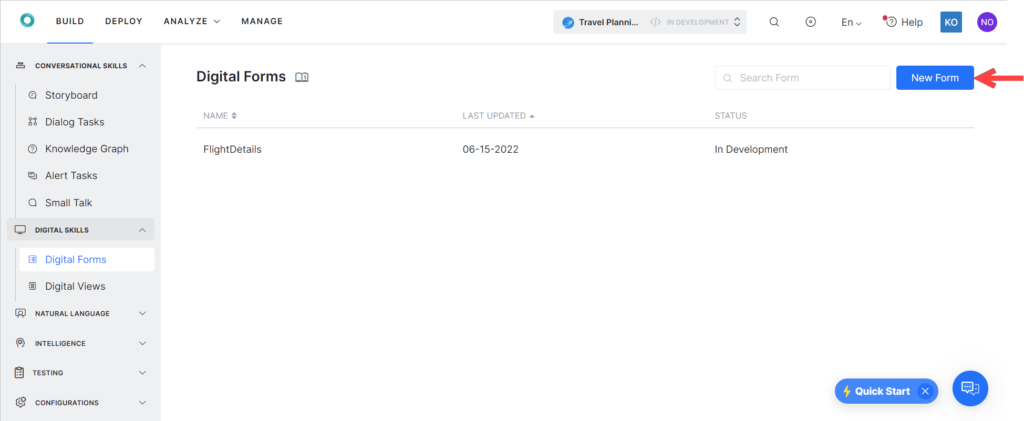 BUILD DEPLOY ANALYZE MANAGE Travel Planni... IN DEVELOPMENT En Help KO NO
CONVERSATIONAL SKILLS
Storyboard
Dialog Tasks
Knowledge Graph
Alert Tasks
Small Talk
DIGITAL SKILLS
Digital Forms
Digital Views
NATURAL LANGUAGE
INTELLIGENCE
TESTING
CONFIGURATIONS
Digital Forms Search Form New Form
NAME LAST UPDATED STATUS
FlightDetails 06-15-2022 In Development
Quick Start